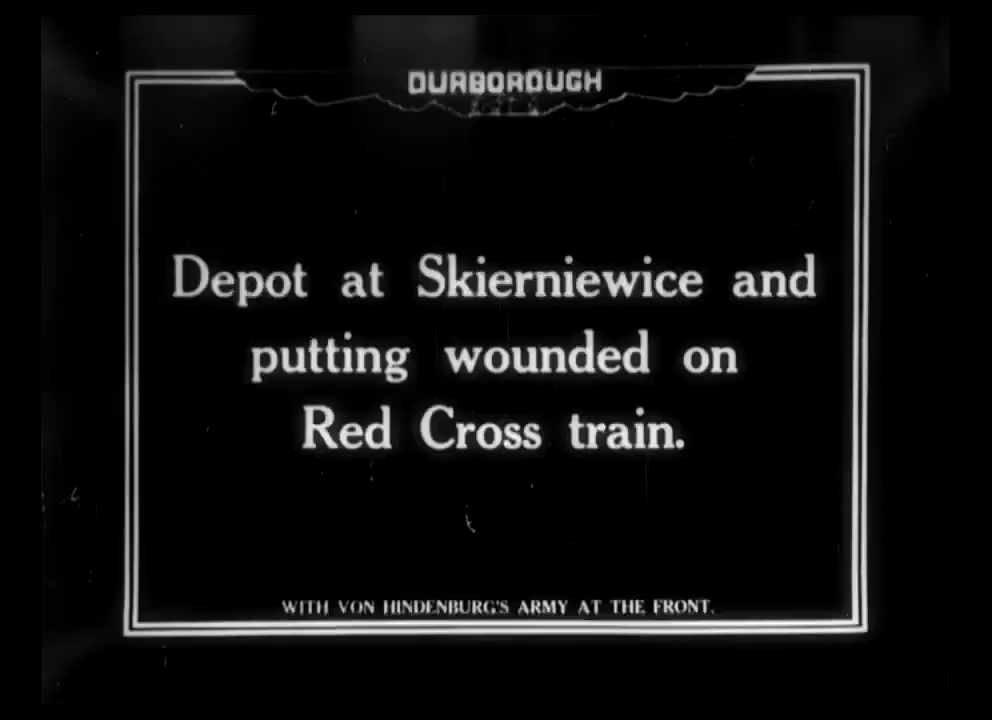 DURBOROUGH
Depot at Skierniewice and
putting wounded on
Red Cross train.
WITH VON HINDENBURG'S ARMY AT THE FRONT.